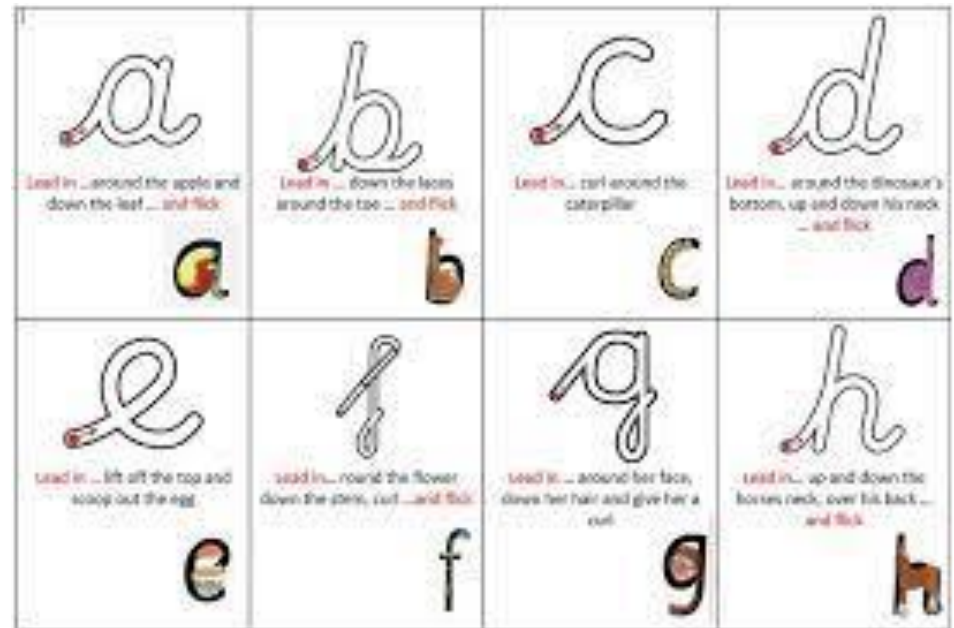 a
b
c
d
Lead in ... around the apple and
down the leaf ... and flick
Lead in ... down the laces
around the toe ... and flick
Lead in... curl around the
caterpillar
Lead in... around the dinosaur's
bottom, up and down his neck
... and flick
a
b
c
d
e
f
g
h
Lead in ... lift off the top and
scoop out the egg
Lead in... round the flower
down the stem, curl ...and flick
Lead in ... around her face,
down her hair and give her a
curl
Lead in... up and down the
horses neck, over his back ...
and flick
e
f
g
h